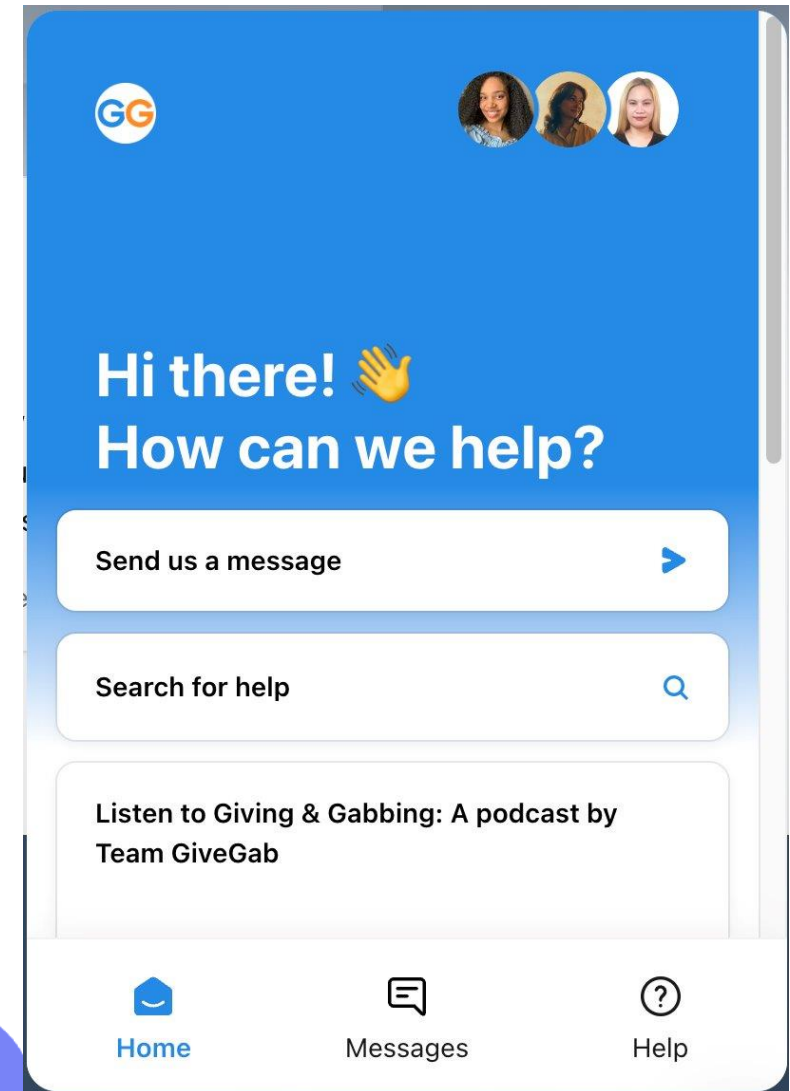 GG
Hi there! 👋
How can we help?
Send us a message
Search for help
Listen to Giving & Gabbing: A podcast by
Team GiveGab
Home
Messages
Help